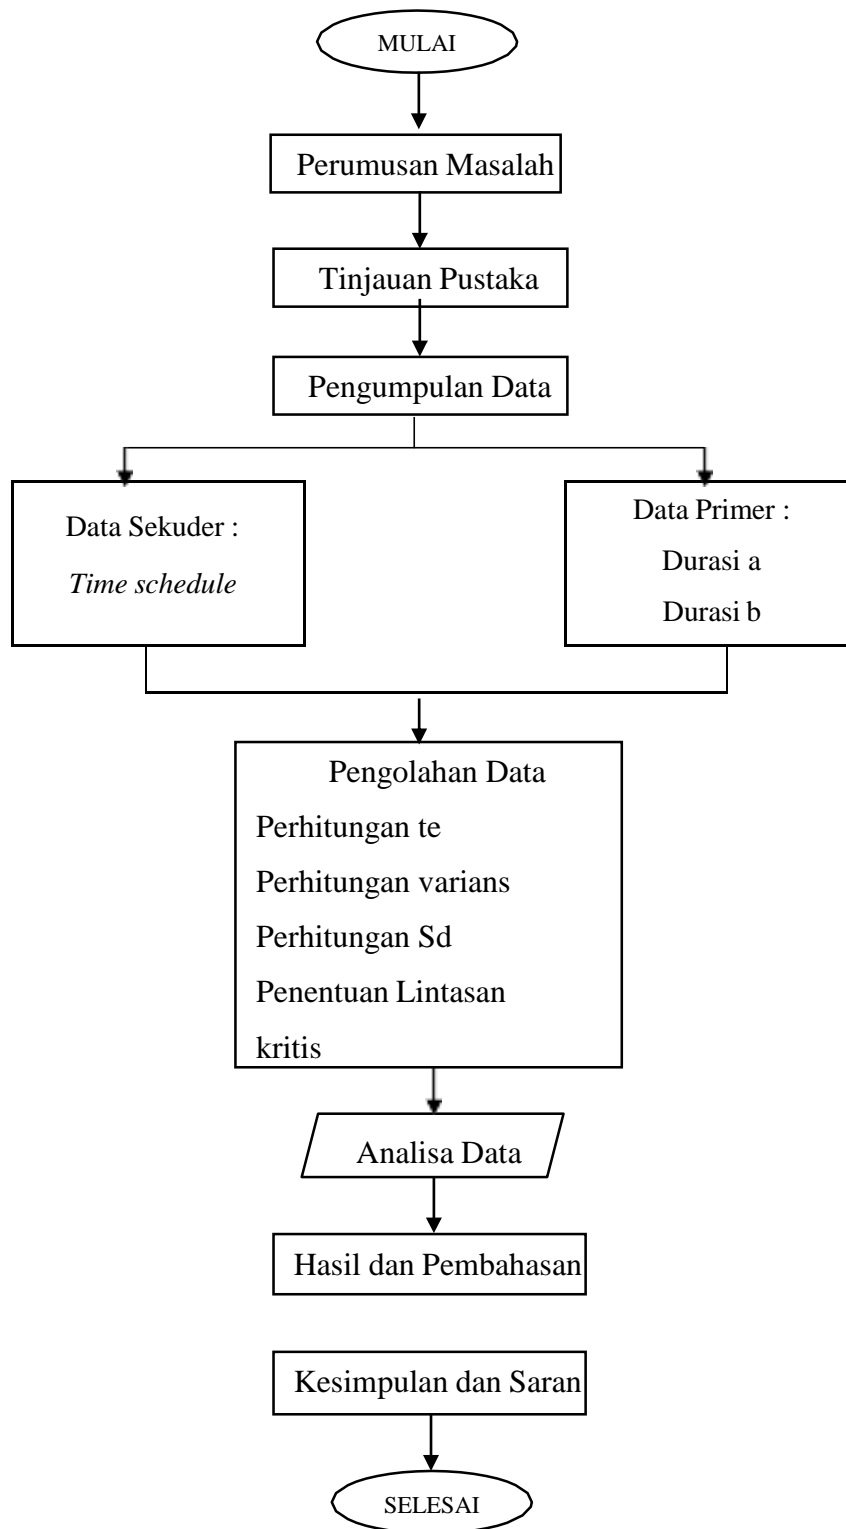 MULAI
Perumusan Masalah
Tinjauan Pustaka
Pengumpulan Data
Data Sekuder :
Time schedule
Data Primer :
Durasi a
Durasi b
Pengolahan Data
Perhitungan te
Perhitungan varians
Perhitungan Sd
Penentuan Lintasan
kritis
Analisa Data
Hasil dan Pembahasan
Kesimpulan dan Saran
SELESAI